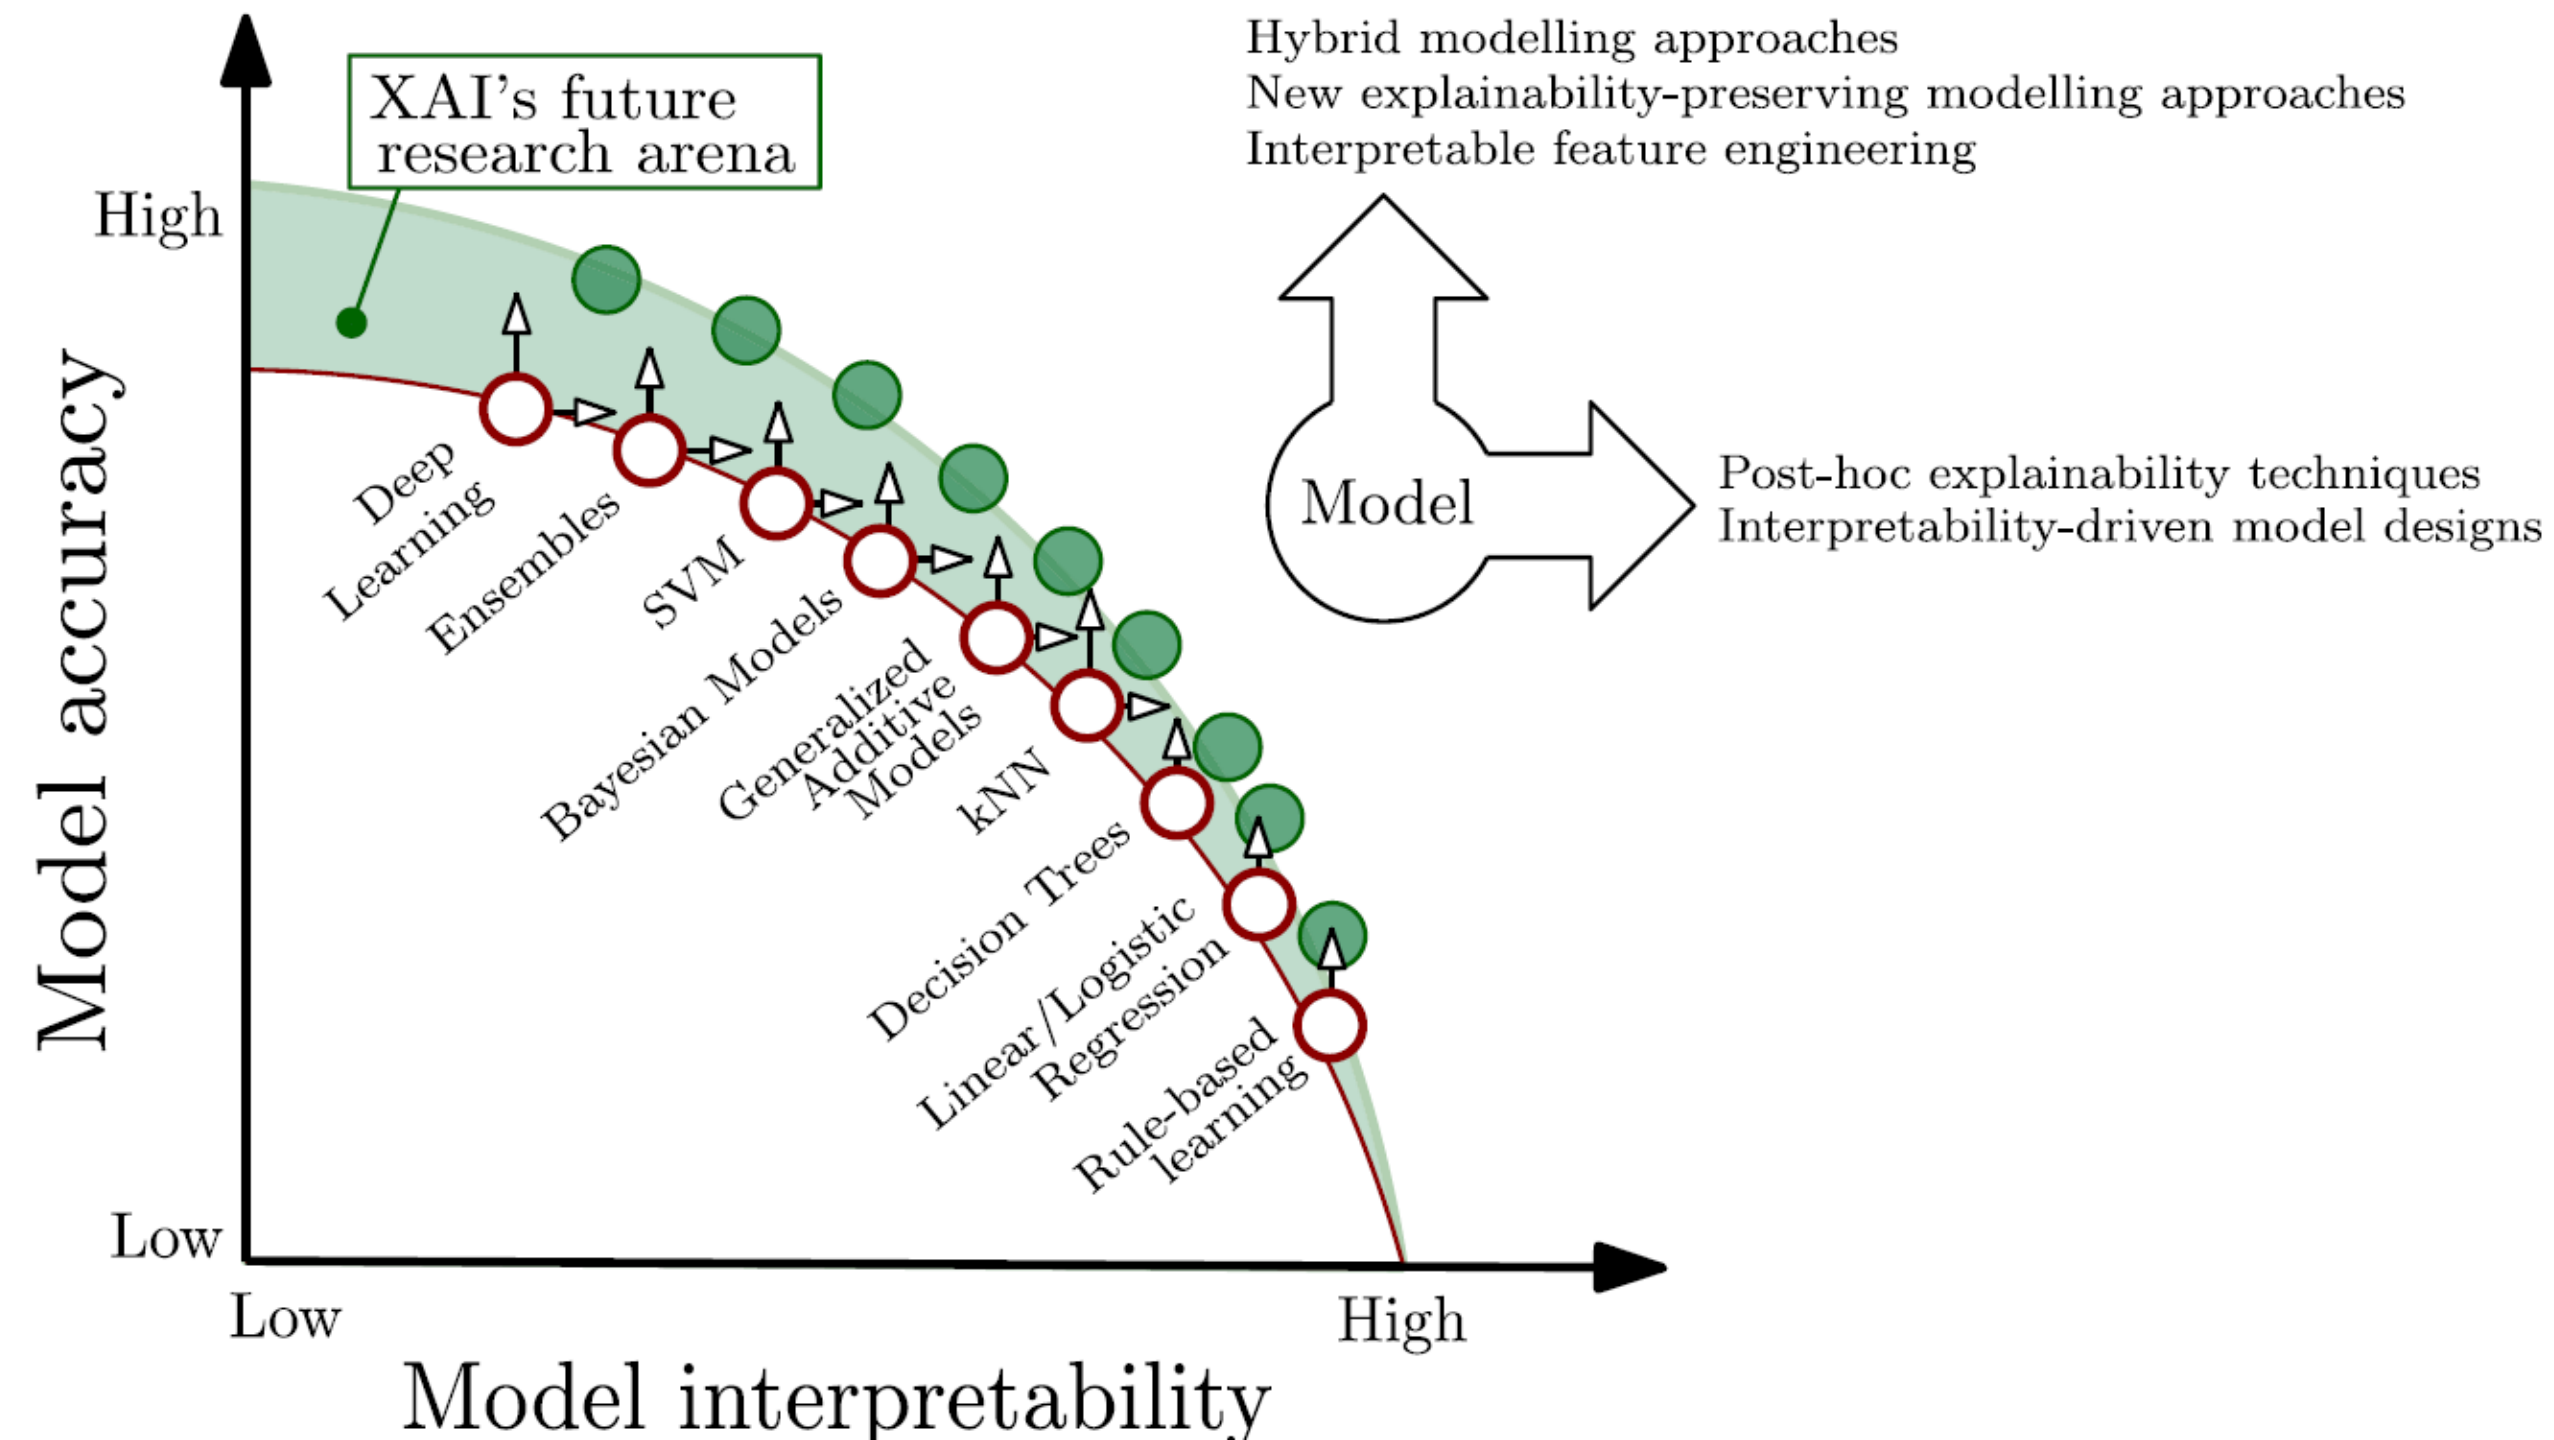 Hybrid modelling approaches
New explainability-preserving modelling approaches
Interpretable feature engineering
XAI's future
research arena
High
Model accuracy
Post-hoc explainability techniques
Interpretability-driven model designs
Model
Deep
Learning
Ensembles
SVM
Bayesian Models
Generalized
Additive
Models
kNN
Decision Trees
Linear/Logistic
Regression
Rule-based
learning
Low
Low
High
Model interpretability